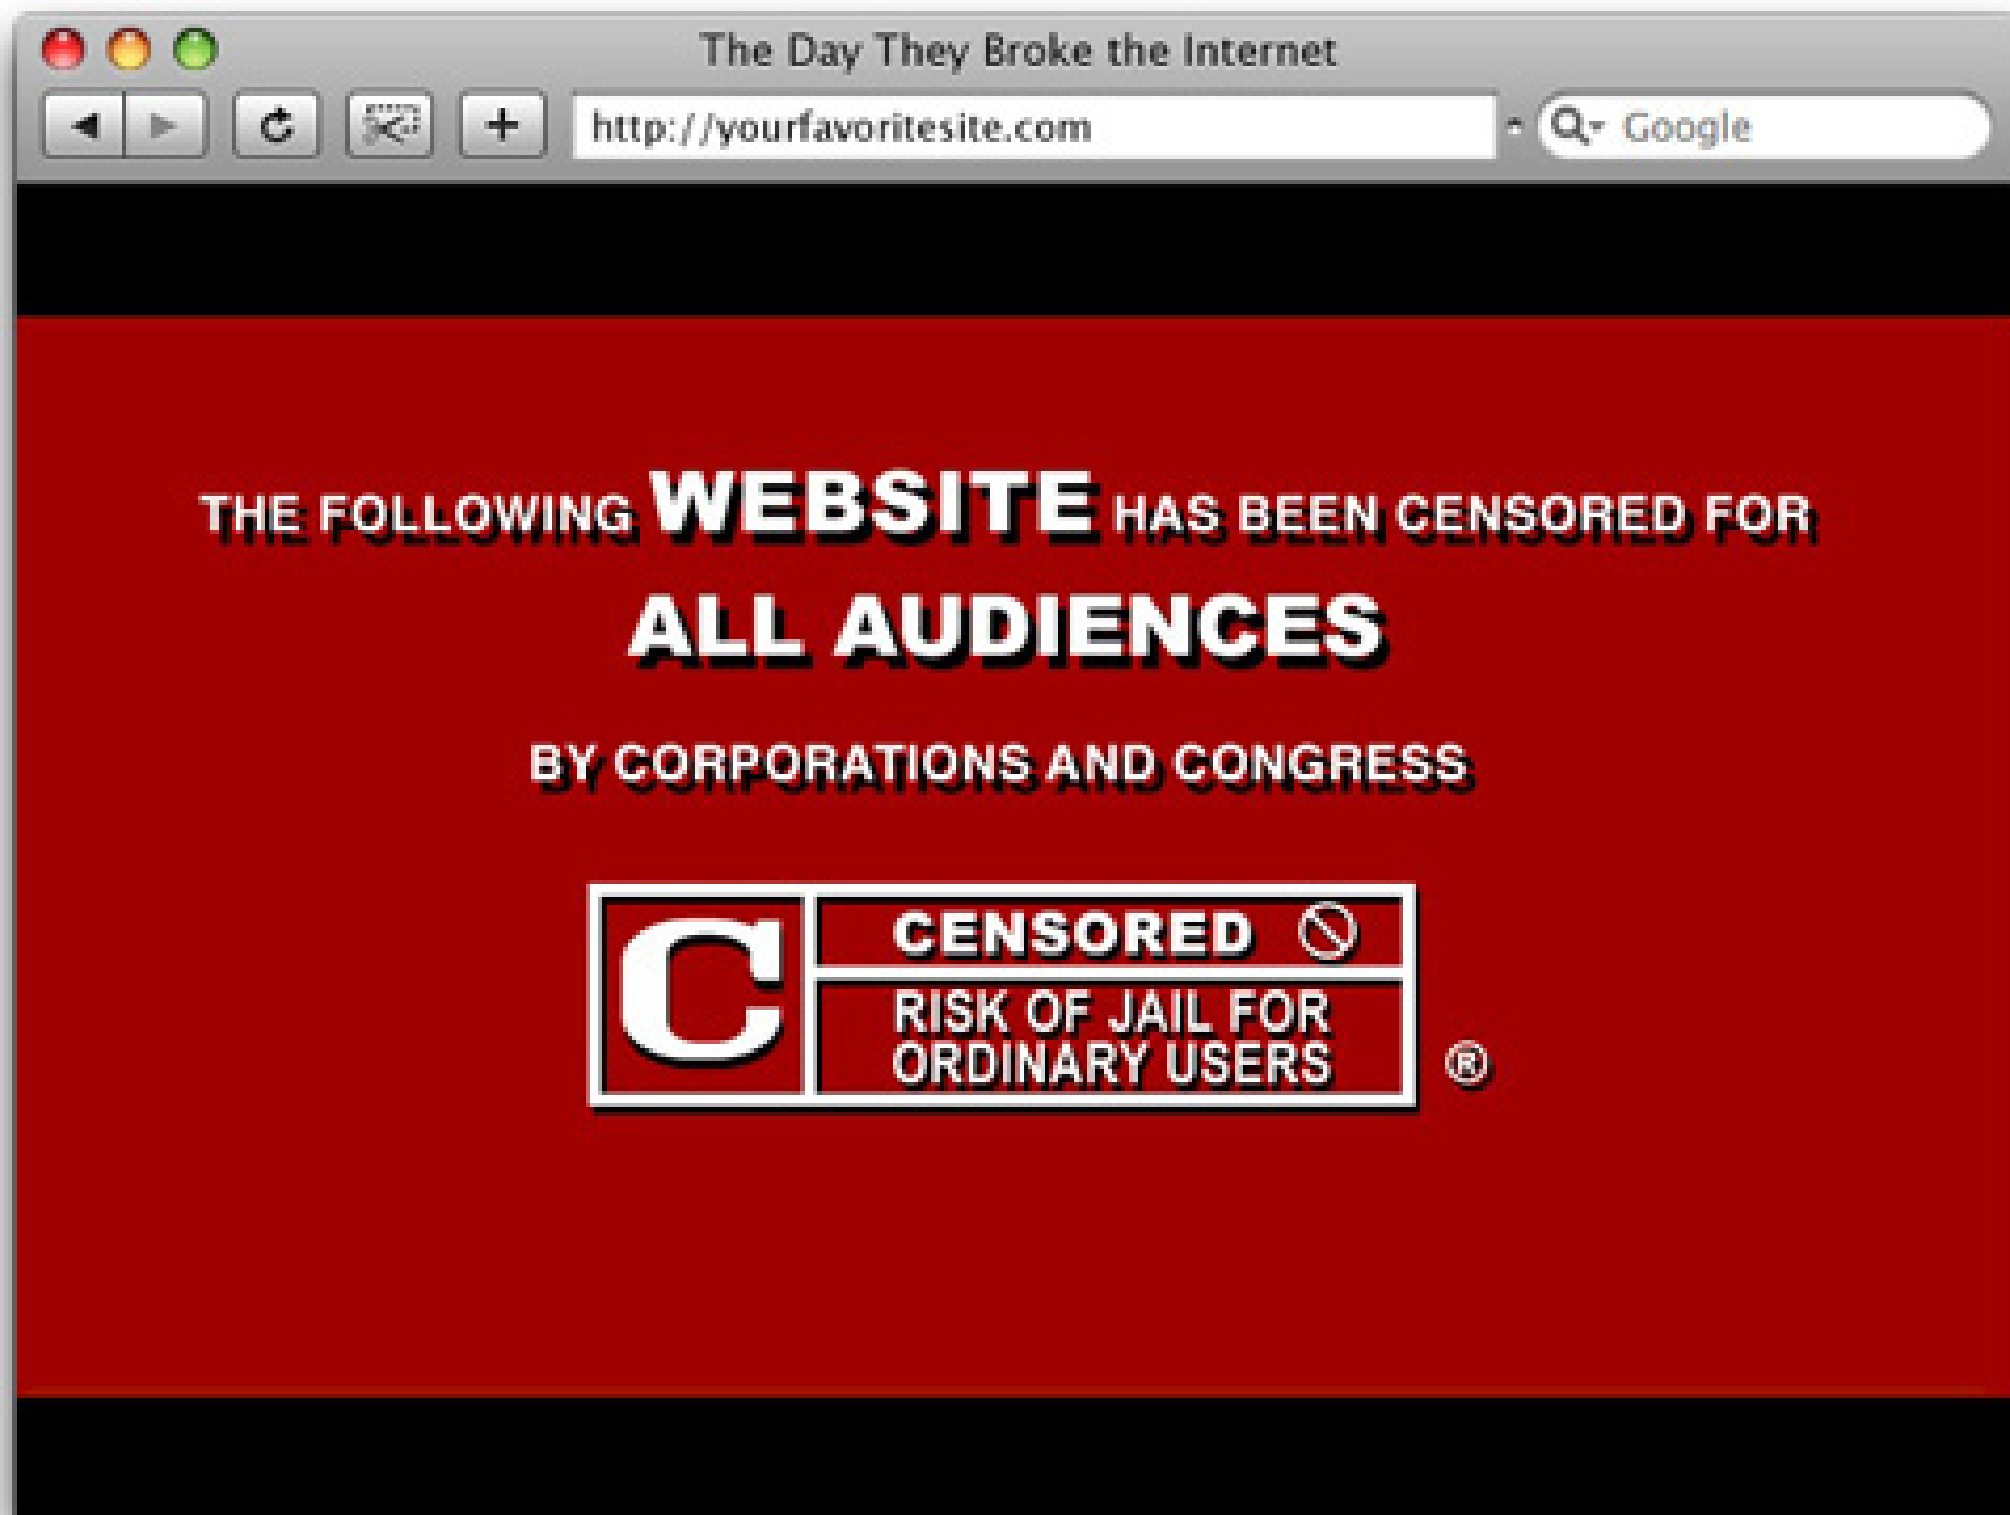 The Day They Broke the Internet
http://yourfavoritesite.com
Google
THE FOLLOWING WEBSITE HAS BEEN CENSORED FOR
ALL AUDIENCES
BY CORPORATIONS AND CONGRESS
C
CENSORED
RISK OF JAIL FOR
ORDINARY USERS
®